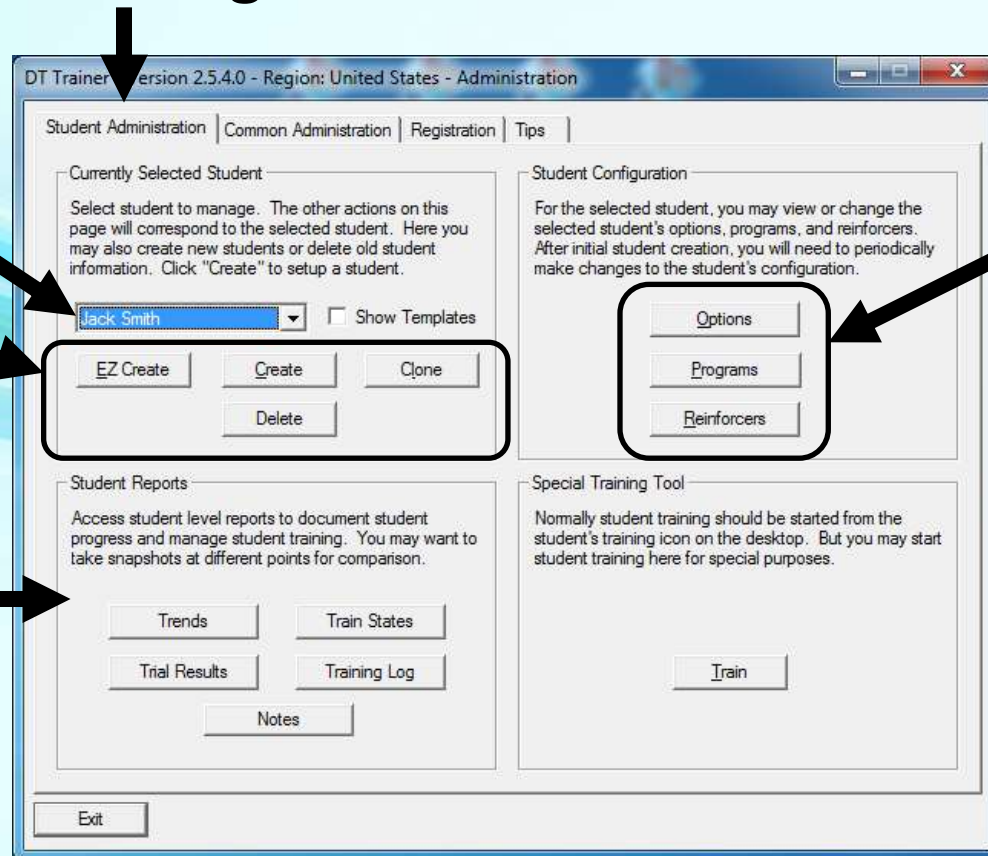 DT Trainer ersion 2.5.4.0 - Region: United States - Administration
Student Administration Common Administration Registration Tips
Currently Selected Student
Select student to manage. The other actions on this
page will correspond to the selected student. Here you
may also create new students or delete old student
information. Click "Create" to setup a student.
Jack Smith Show Templates
EZ Create Create Clone
Delete
Student Configuration
For the selected student, you may view or change the
selected student's options, programs, and reinforcers.
After initial student creation, you will need to periodically
make changes to the student's configuration.
Options
Programs
Reinforcers
Student Reports
Access student level reports to document student
progress and manage student training. You may want to
take snapshots at different points for comparison.
Trends Train States
Trial Results Training Log
Notes
Special Training Tool
Normally student training should be started from the
student's training icon on the desktop. But you may start
student training here for special purposes.
Train
Exit